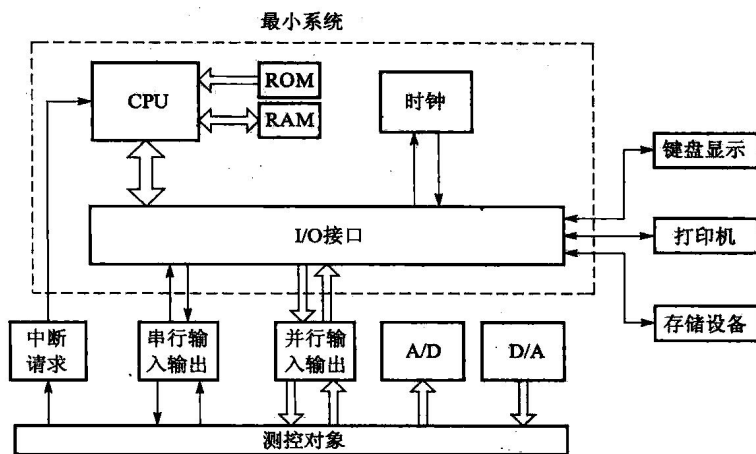 最小系统
CPU
ROM
RAM
时钟
键盘显示
I/O接口
打印机
存储设备
中断
请求
串行输
入输出
并行输
入输出
A/D
D/A
测控对象